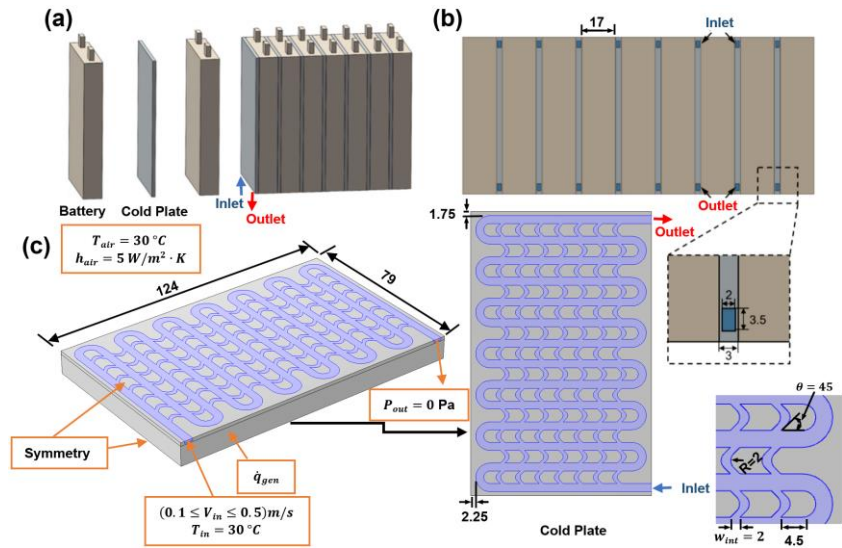 (a)
Battery
Cold Plate
Inlet
Outlet
(b)
17
Inlet
Outlet
2
3.5
3
1.75
Outlet
Inlet
2.25
Cold Plate
θ = 45
R=2
w_int = 2
4.5
(c)
T_air = 30 °C
h_air = 5 W/m² · K
124
79
P_out = 0 Pa
Symmetry
q̇_gen
(0.1 ≤ V_in ≤ 0.5)m/s
T_in = 30 °C